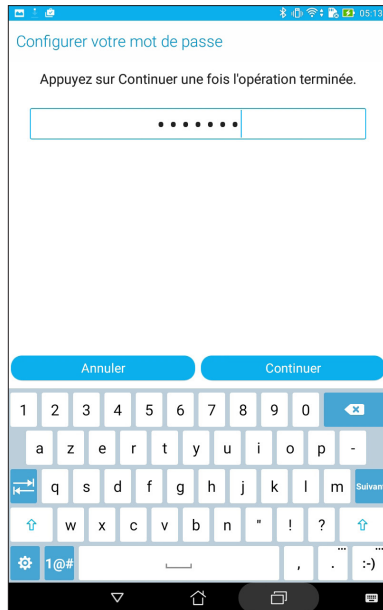 05:13
Configurer votre mot de passe
Appuyez sur Continuer une fois l'opération terminée.
•••••••
Annuler Continuer
1 2 3 4 5 6 7 8 9 0
a z e r t y u i o p -
q s d f g h j k l m Suivant
w x c v b n " ! ?
1@# , . :-)